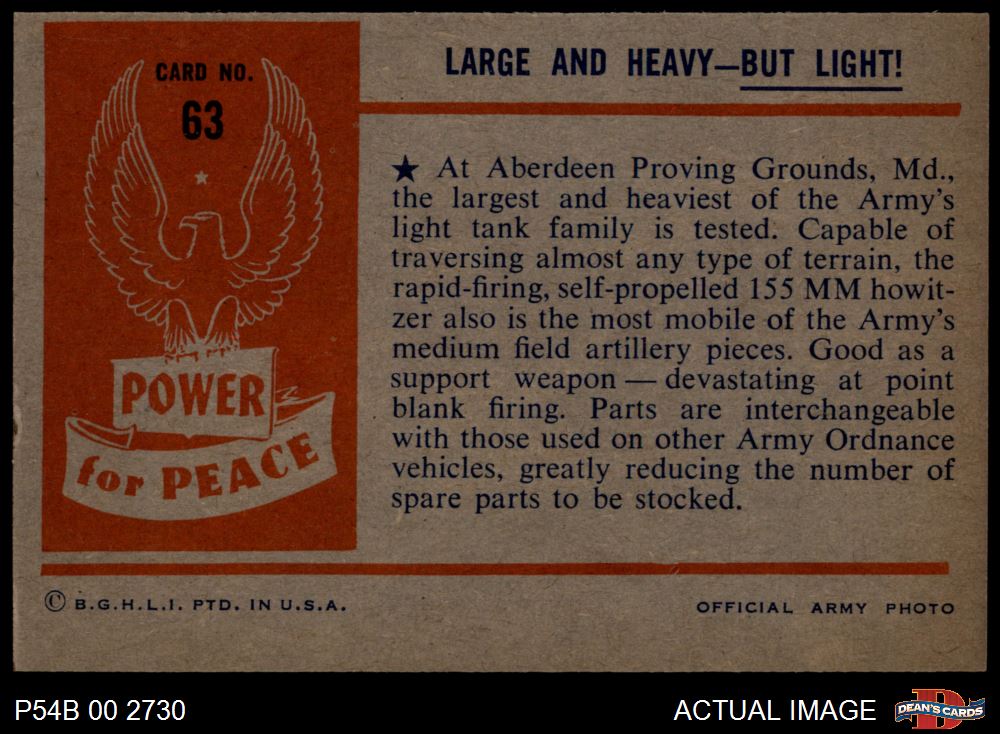 CARD NO.
63
POWER
for PEACE
LARGE AND HEAVY—BUT LIGHT!
★ At Aberdeen Proving Grounds, Md.,
the largest and heaviest of the Army's
light tank family is tested. Capable of
traversing almost any type of terrain, the
rapid-firing, self-propelled 155 MM howit-
zer also is the most mobile of the Army's
medium field artillery pieces. Good as a
support weapon — devastating at point
blank firing. Parts are interchangeable
with those used on other Army Ordnance
vehicles, greatly reducing the number of
spare parts to be stocked.
© B.G.H.L.I. PTD. IN U.S.A.
OFFICIAL ARMY PHOTO
P54B 00 2730
ACTUAL IMAGE
DEAN'S CARDS